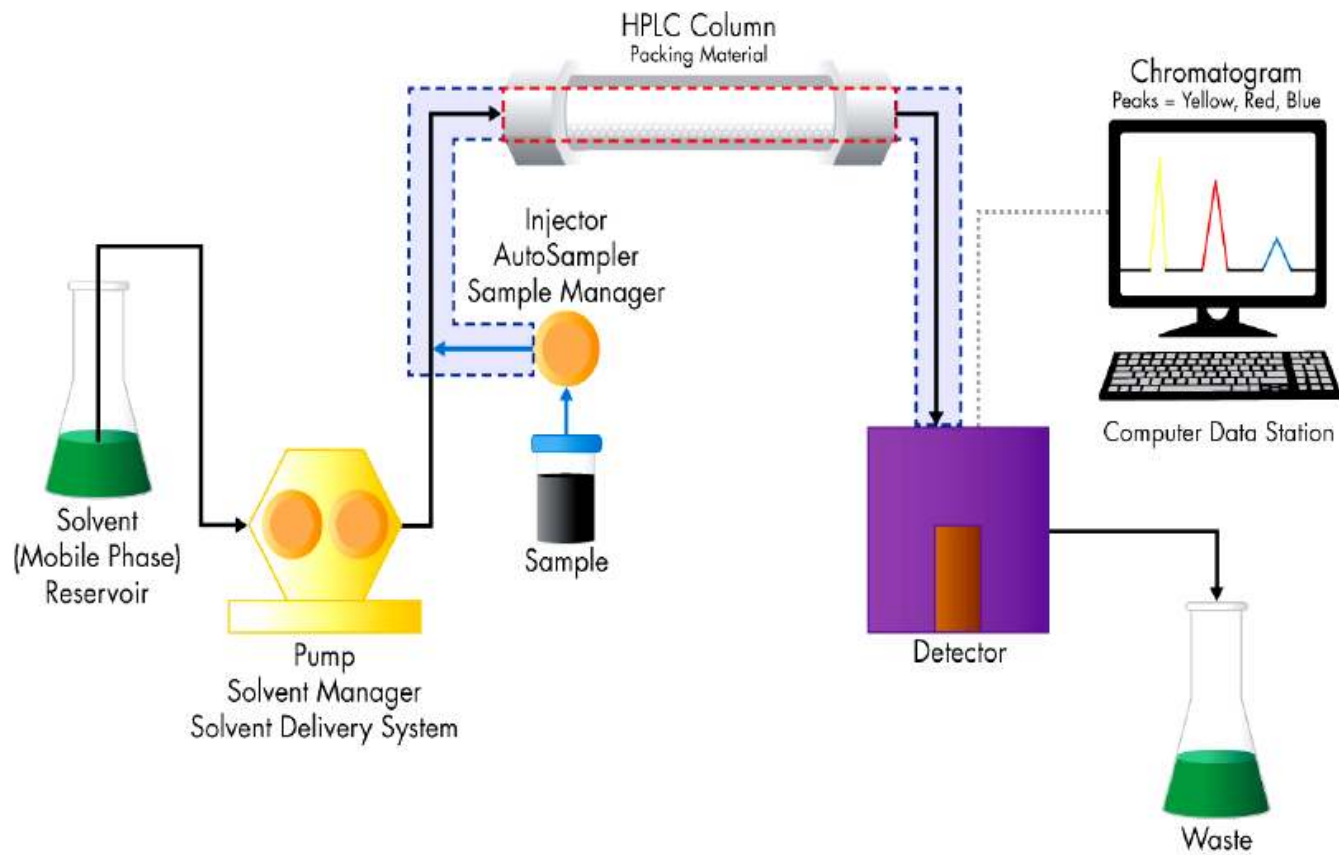 HPLC Column
Packing Material
Chromatogram
Peaks = Yellow, Red, Blue
Injector
AutoSampler
Sample Manager
Computer Data Station
Solvent
(Mobile Phase)
Reservoir
Sample
Pump
Solvent Manager
Solvent Delivery System
Detector
Waste